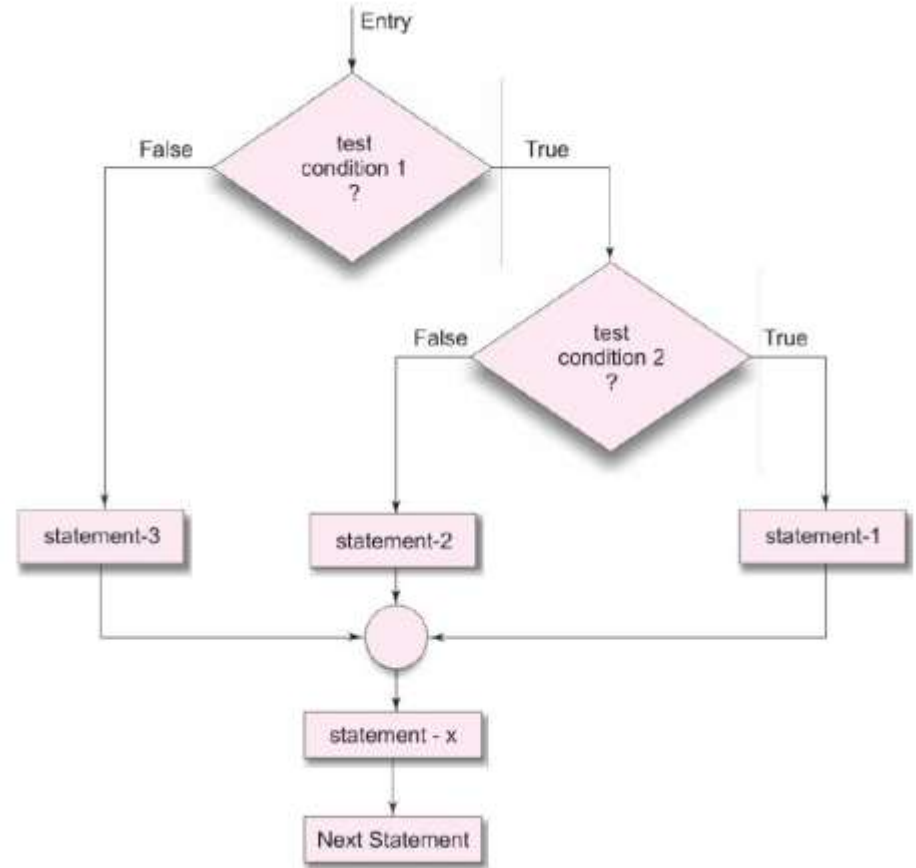 Entry
test
condition 1
?
False
True
test
condition 2
?
False
True
statement-3
statement-2
statement-1
statement - x
Next Statement